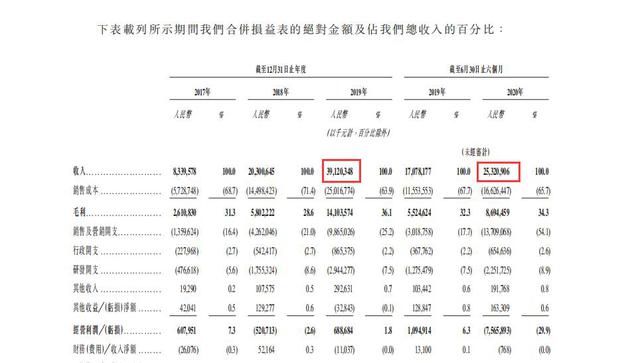 下表載列所示期間我們合併損益表的絕對金額及佔我們總收入的百分比：
截至12月31日止年度 截至6月30日止六個月
2017年 2018年 2019年 2019年 2020年
人民幣 % 人民幣 % 人民幣 % 人民幣 % 人民幣 %
(以千元計，百分比除外)
(未經審計)
收入 8,339,578 100.0 20,300,645 100.0 39,120,348 100.0 17,078,177 100.0 25,320,906 100.0
銷售成本 (5,728,748) (68.7) (14,498,423) (71.4) (25,016,774) (63.9) (11,553,553) (67.7) (16,626,447) (65.7)
毛利 2,610,830 31.3 5,802,222 28.6 14,103,574 36.1 5,524,624 32.3 8,694,459 34.3
銷售及營銷開支 (1,359,624) (16.4) (4,262,046) (21.0) (9,865,026) (25.2) (3,018,758) (17.7) (13,709,068) (54.1)
行政開支 (227,968) (2.7) (542,417) (2.7) (865,375) (2.2) (367,762) (2.2) (654,636) (2.6)
研發開支 (476,618) (5.6) (1,755,324) (8.6) (2,944,277) (7.5) (1,275,479) (7.5) (2,251,725) (8.9)
其他收入 19,290 0.2 107,575 0.5 292,631 0.7 103,442 0.6 191,768 0.8
其他收益/(虧損)淨額 42,041 0.5 129,277 0.6 (32,843) (0.1) 128,847 0.8 163,309 0.6
經營利潤/(虧損) 607,951 7.3 (520,713) (2.6) 688,684 1.8 1,094,914 6.3 (7,565,893) (29.9)
財務(費用)/收入淨額 (26,076) (0.3) 52,164 0.3 (11,037) (0.0) 13,100 0.1 (768) (0.0)